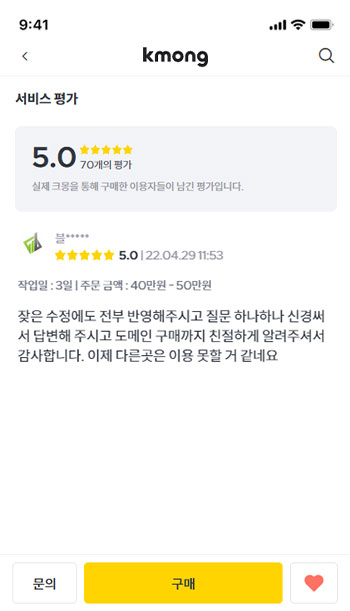 9:41
kmong
서비스 평가
5.0
70개의 평가
실제 크몽을 통해 구매한 이용자들이 남긴 평가입니다.
블*****
5.0 | 22.04.29 11:53
작업일 : 3일 | 주문 금액 : 40만원 - 50만원
잦은 수정에도 전부 반영해주시고 질문 하나하나 신경써
서 답변해 주시고 도메인 구매까지 친절하게 알려주셔서
감사합니다. 이제 다른곳은 이용 못할 거 같네요
문의
구매